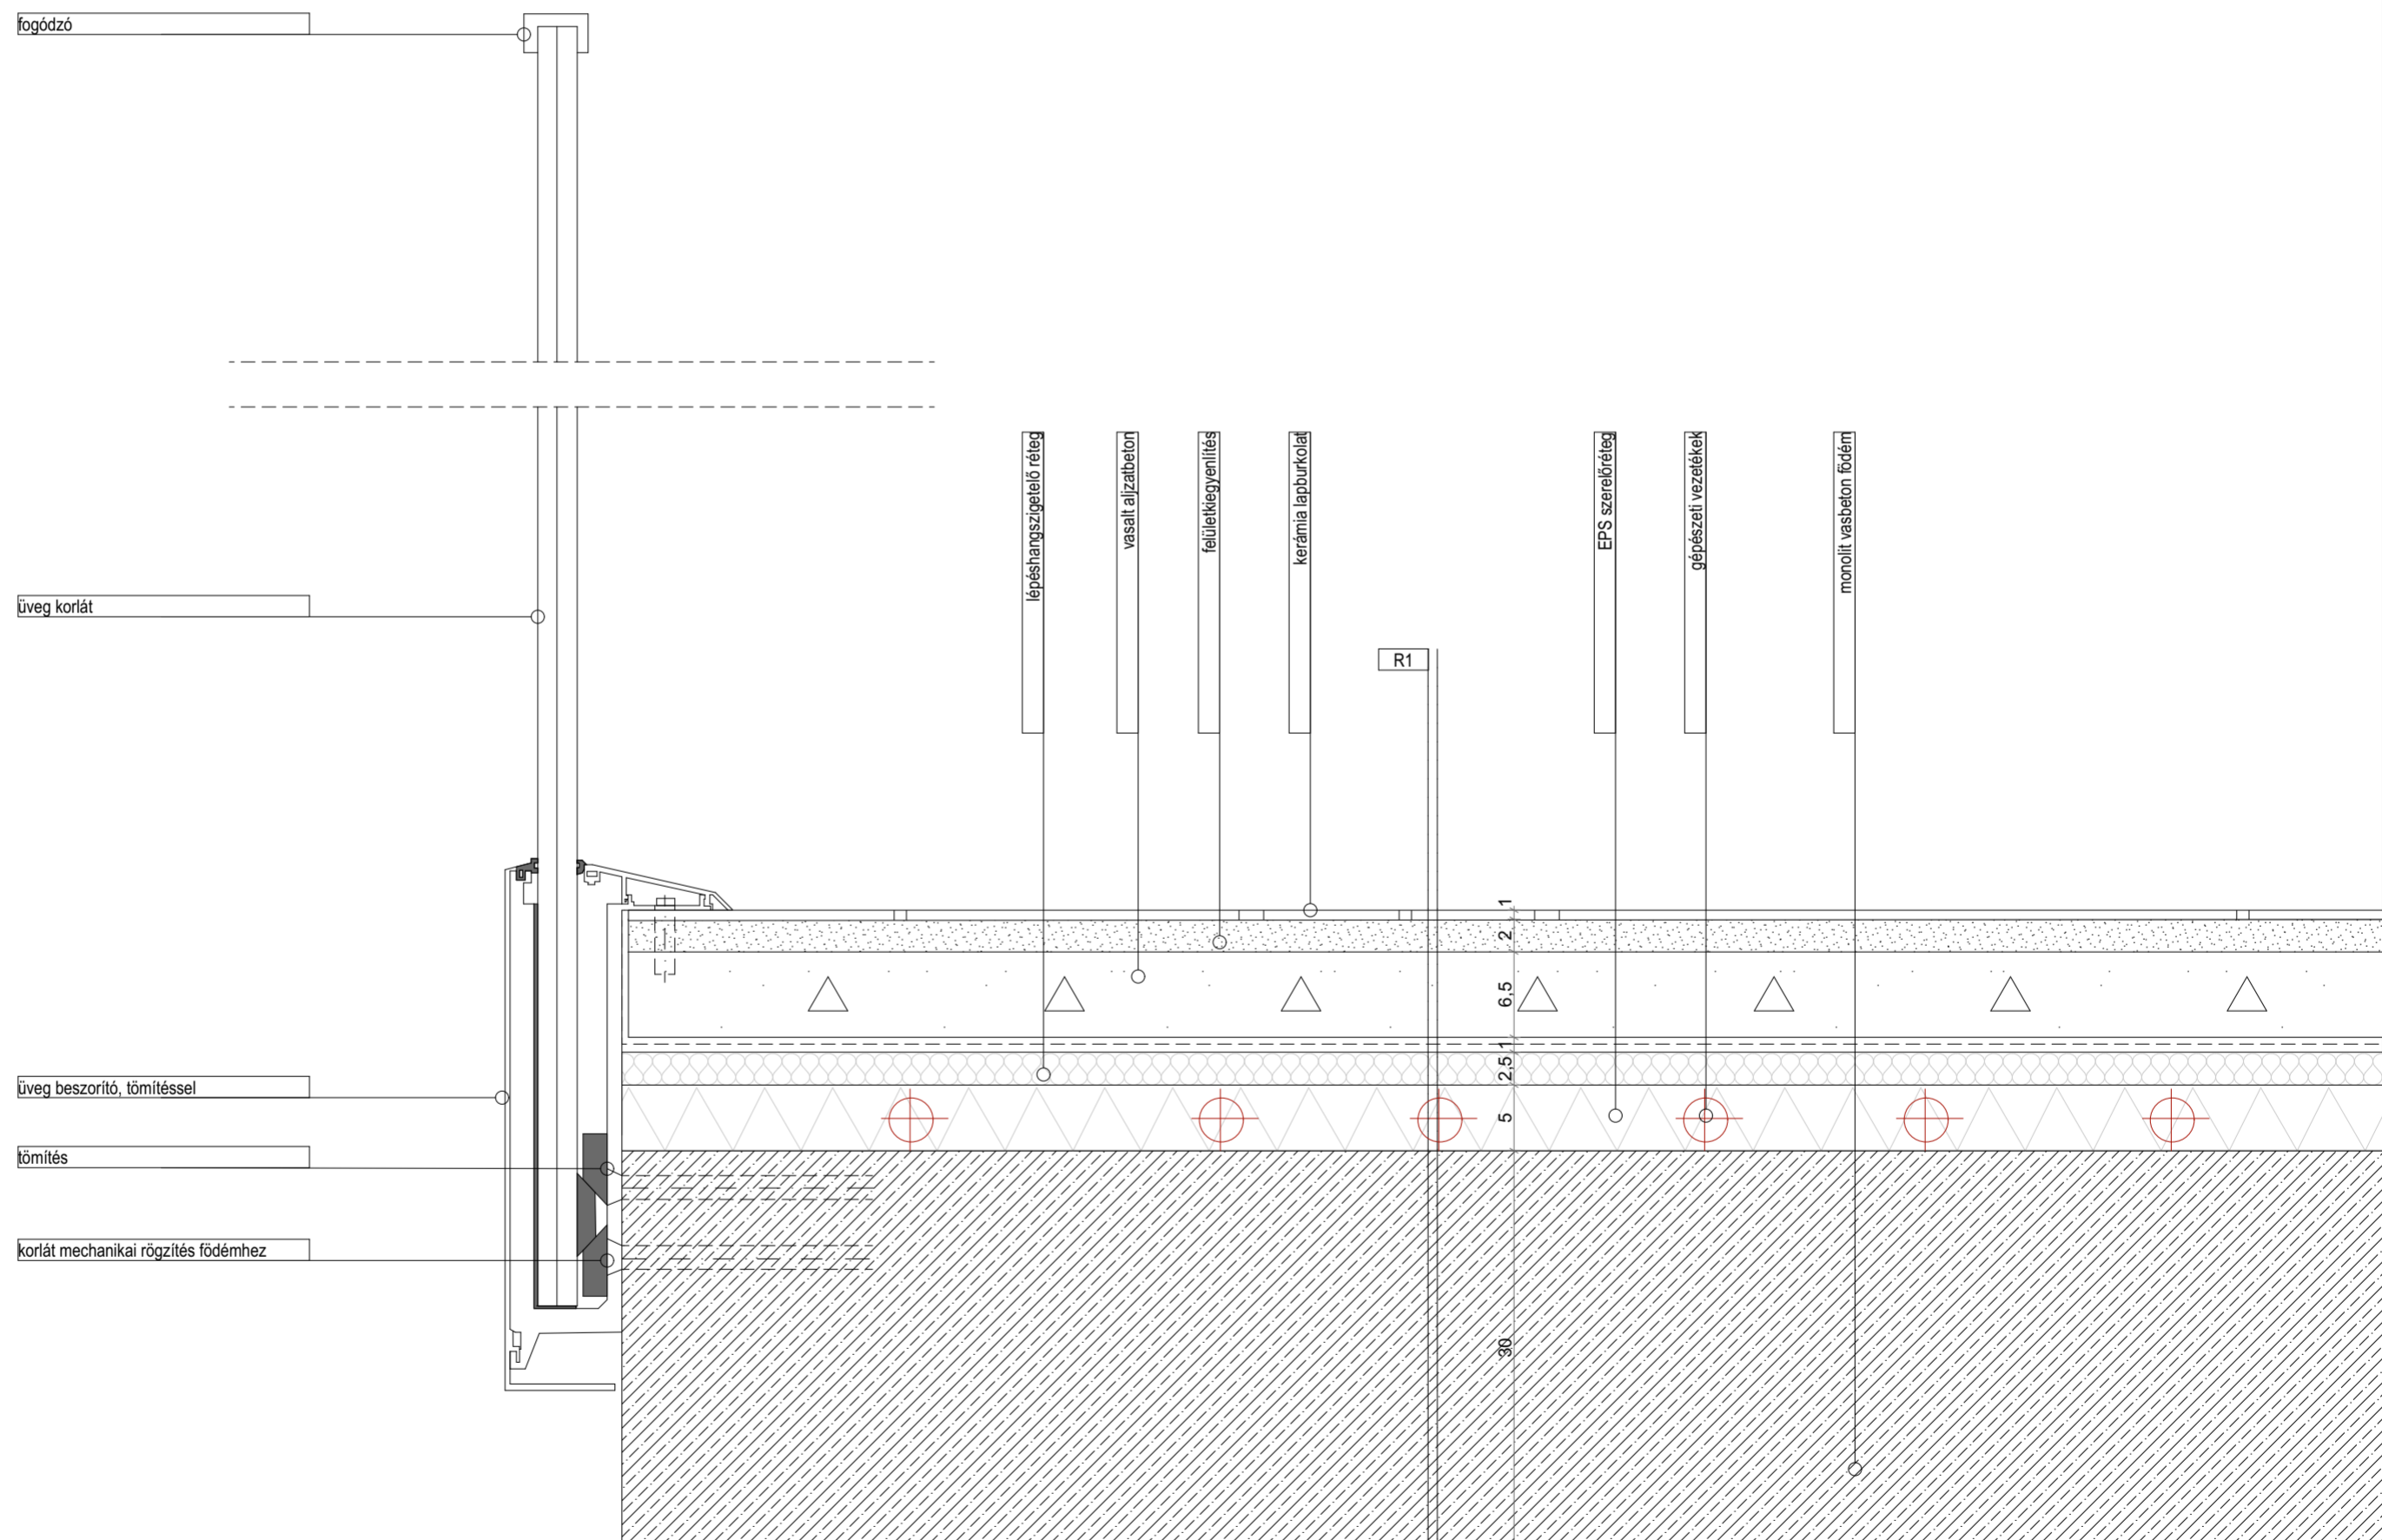 fogódzó
üveg korlát
üveg beszorító, tömítéssel
tömítés
korlát mechanikai rögzítés födémhez
lépéshangszigetelő réteg
vasalt aljzatbeton
felületkiegyenlítés
kerámia lapburkolat
R1
EPS szerelőréteg
gépészeti vezetékek
monolit vasbeton födém
1
2
6,5
1
2,5
5
30